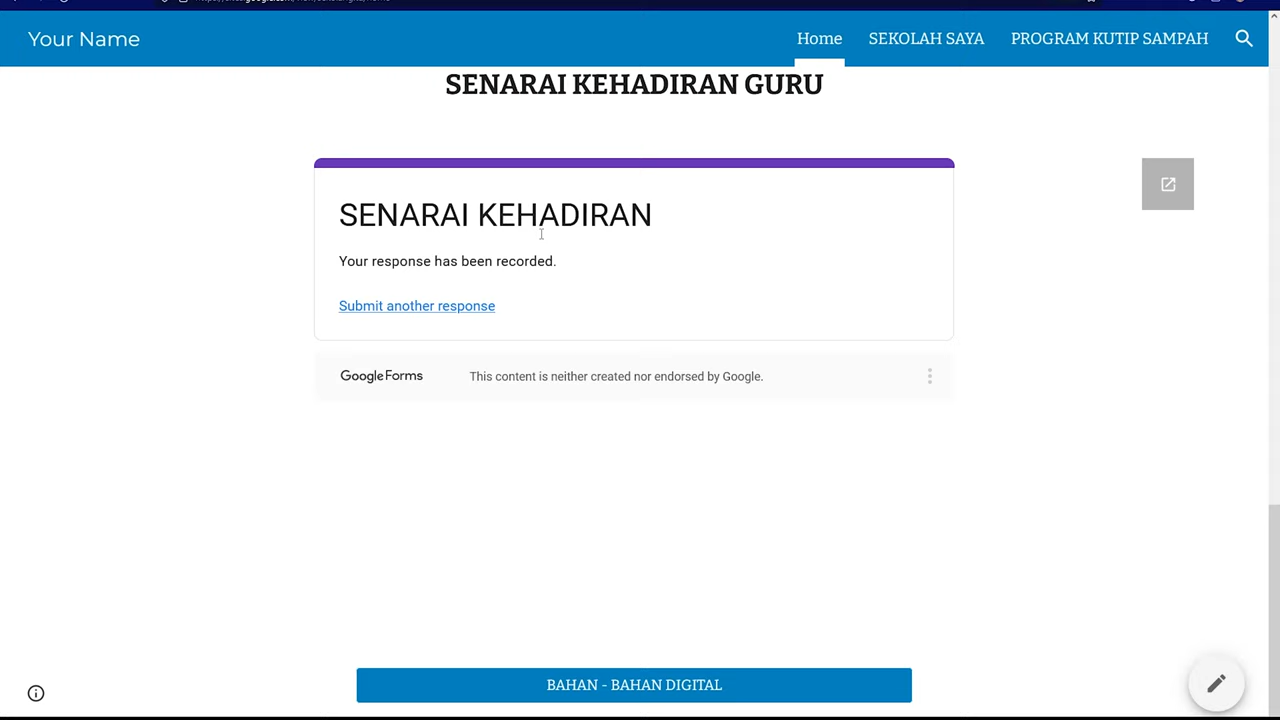 Your Name
Home
SEKOLAH SAYA
PROGRAM KUTIP SAMPAH
SENARAI KEHADIRAN GURU
SENARAI KEHADIRAN
Your response has been recorded.
Submit another response
Google Forms
This content is neither created nor endorsed by Google.
BAHAN - BAHAN DIGITAL